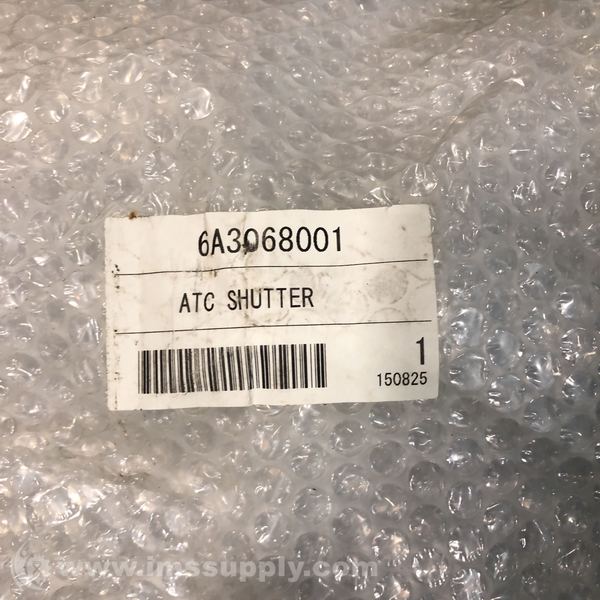 6A3068001
ATC SHUTTER
1
150825
www.imssupply.com